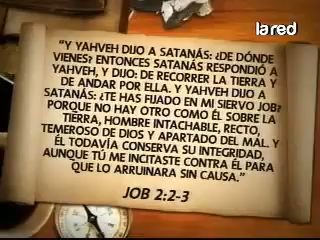 la red
“Y YAHVEH DIJO A SATANÁS: ¿DE DÓNDE
VIENES? ENTONCES SATANÁS RESPONDIÓ A
YAHVEH, Y DIJO: DE RECORRER LA TIERRA Y
DE ANDAR POR ELLA. Y YAHVEH DIJO A
SATANÁS: ¿TE HAS FIJADO EN MI SIERVO JOB?
PORQUE NO HAY OTRO COMO ÉL SOBRE LA
TIERRA, HOMBRE INTACHABLE, RECTO,
TEMEROSO DE DIOS Y APARTADO DEL MAL. Y
ÉL TODAVÍA CONSERVA SU INTEGRIDAD,
AUNQUE TÚ ME INCITASTE CONTRA ÉL PARA
QUE LO ARRUINARA SIN CAUSA.”
JOB 2:2-3